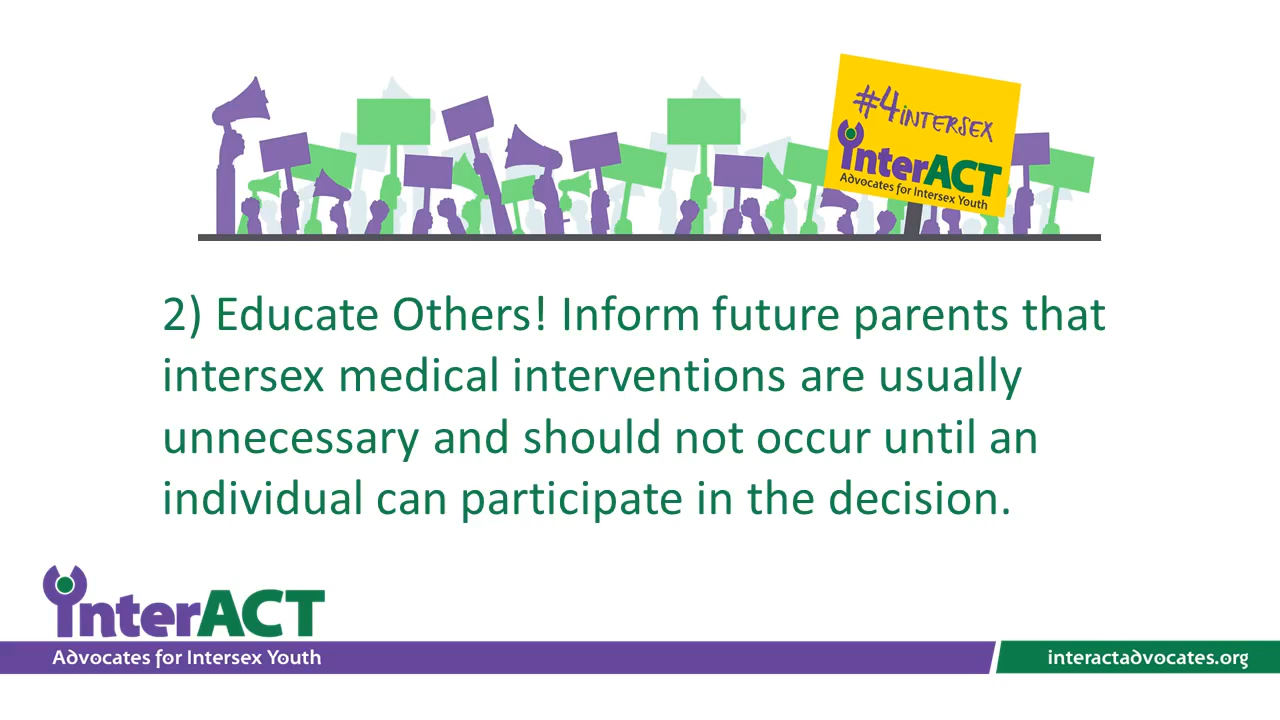 #4INTERSEX
interACT
Advocates for Intersex Youth
2) Educate Others! Inform future parents that
intersex medical interventions are usually
unnecessary and should not occur until an
individual can participate in the decision.
interACT
Advocates for Intersex Youth
interactadvocates.org